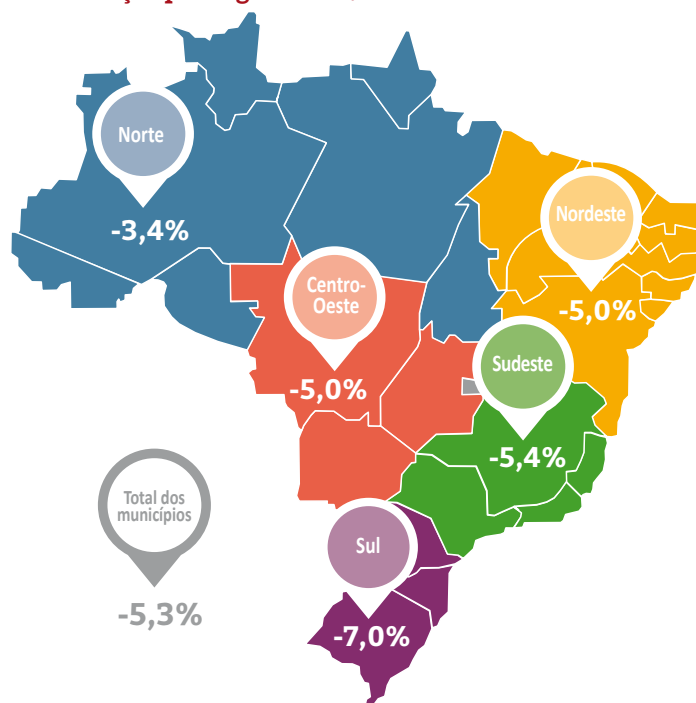 Norte
-3,4%
Nordeste
-5,0%
Centro-
Oeste
-5,0%
Sudeste
-5,4%
Total dos
municípios
-5,3%
Sul
-7,0%